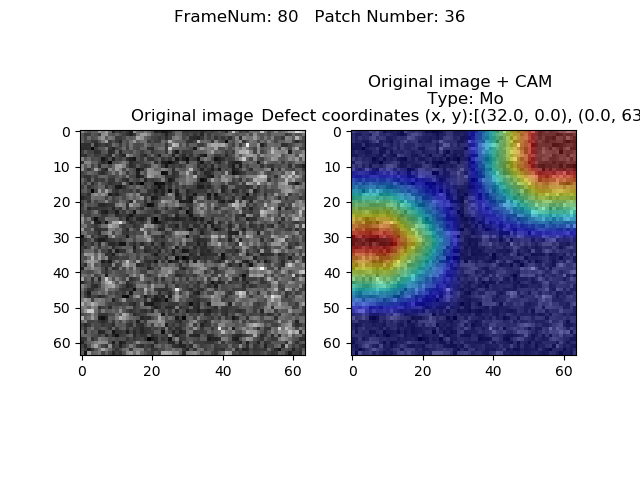 FrameNum: 80   Patch Number: 36
Original image + CAM
Type: Mo
Original image
Defect coordinates (x, y):[(32.0, 0.0), (0.0, 63
0
10
20
30
40
50
60
0 20 40 60
0
10
20
30
40
50
60
0 20 40 60